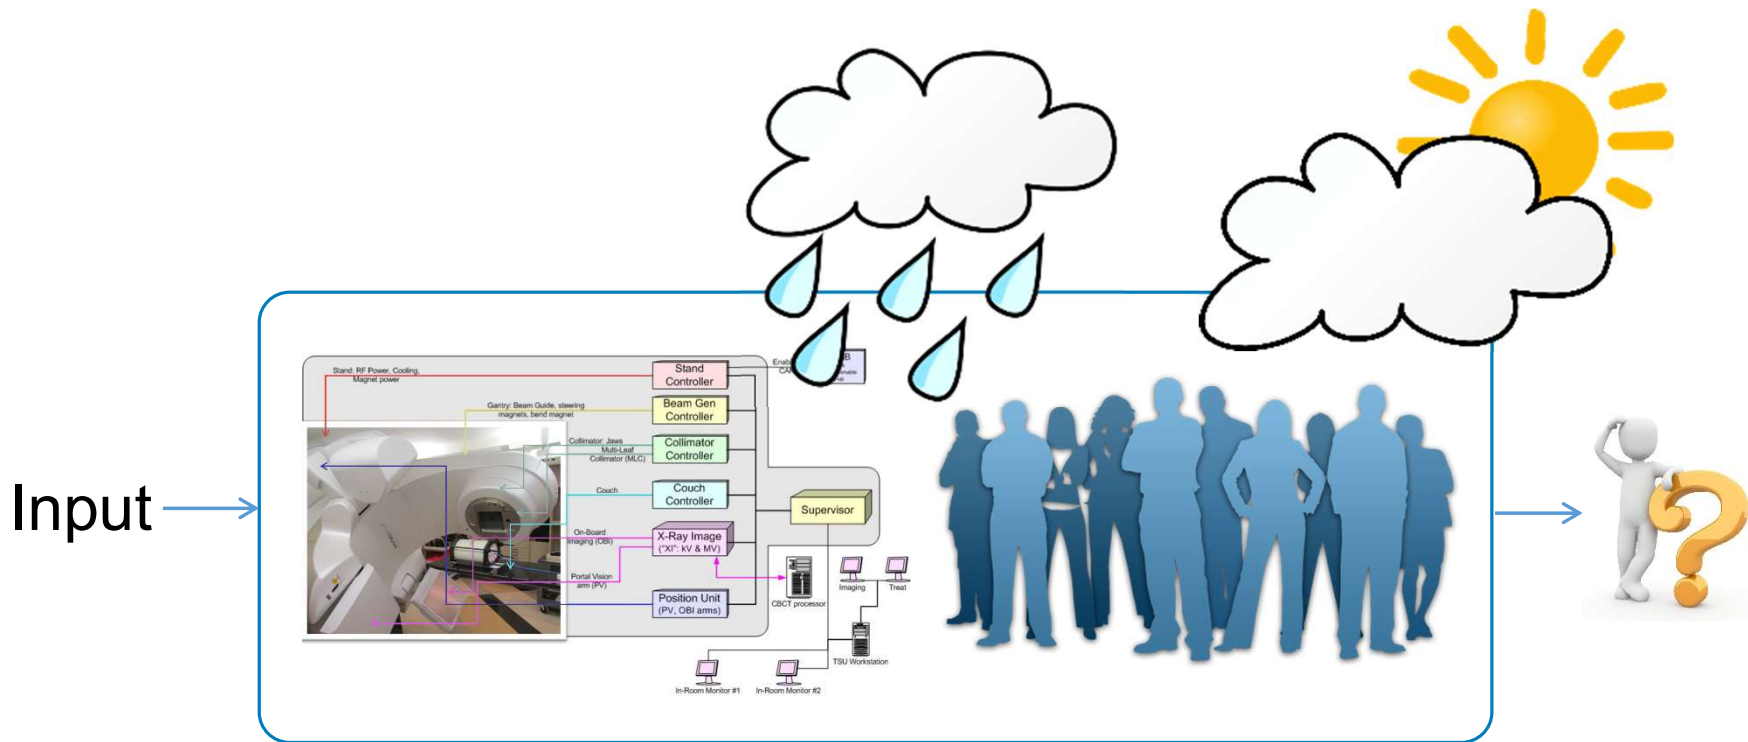 Input
Stand: RF Power, Cooling,
Magnet power
Stand
Controller
Gantry: Beam Guide, steering
magnets, bend magnet
Beam Gen
Controller
Collimator: Jaws
Multi-Leaf
Collimator (MLC)
Collimator
Controller
Couch
Couch
Controller
Supervisor
On-Board
Imaging (OBI)
X-Ray Image
("XI": kV & MV)
Portal Vision
arm (PV)
Position Unit
(PV, OBI arms)
CBCT processor
Imaging
Treat
TSU Workstation
In-Room Monitor #1
In-Room Monitor #2